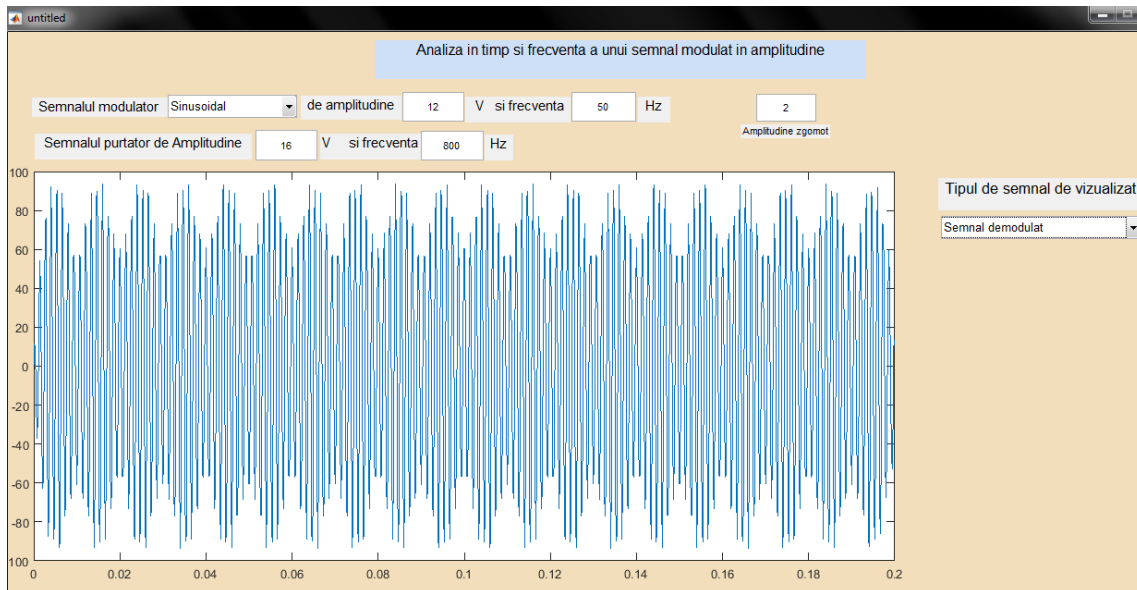 untitled
Analiza in timp si frecventa a unui semnal modulat in amplitudine
Semnalul modulator Sinusoidal de amplitudine 12 V si frecventa 50 Hz 2
Amplitudine zgomot
Semnalul purtator de Amplitudine 16 V si frecventa 800 Hz
Tipul de semnal de vizualizat
Semnal demodulat
100
80
60
40
20
0
-20
-40
-60
-80
100
0 0.02 0.04 0.06 0.08 0.1 0.12 0.14 0.16 0.18 0.2